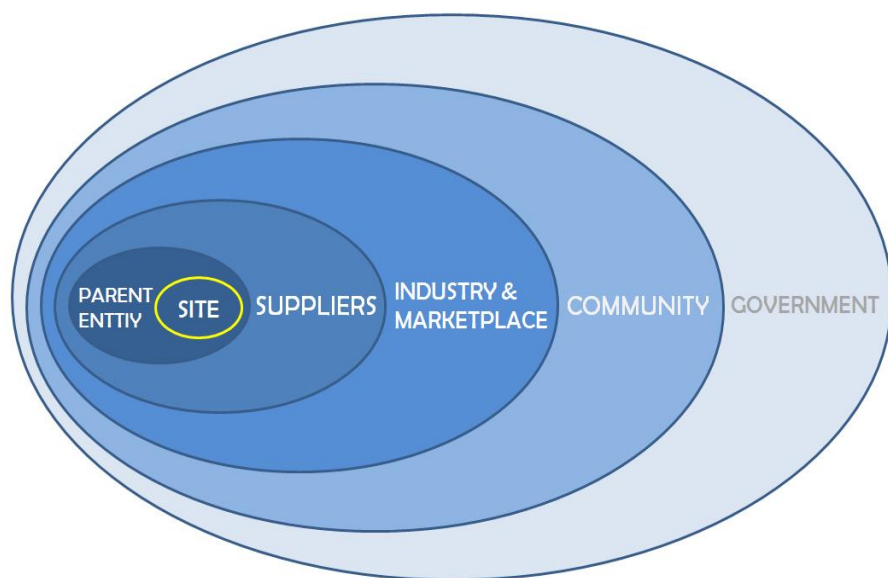 PARENT
ENTTIY
SITE
SUPPLIERS
INDUSTRY &
MARKETPLACE
COMMUNITY
GOVERNMENT